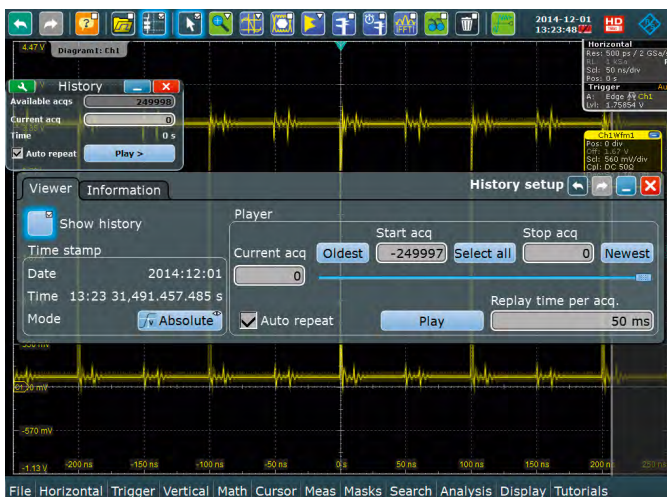 2014-12-01
13:23:48
HD
4.47 V
Diagram1: Ch1
Horizontal
Res: 500 ps / 2 GSa/s
RL: 1 kSa
Scl: 50 ns/div
Pos: 0 s
Trigger Au
A: Edge Ch1
Lvl: 1.75854 V
History
Available acqs 249998
Current acq 0
Time 0 s
Auto repeat Play >
Ch1Wfm1
Pos: 0 div
Off: 1.67 V
Scl: 560 mV/div
Cpl: DC 50Ω
Viewer Information History setup
Show history
Player
Start acq Stop acq
Time stamp
Current acq Oldest -249997 Select all 0 Newest
Date 2014:12:01
0
Time 13:23 31,491.457.485 s
Replay time per acq.
Mode Absolute
Auto repeat Play 50 ms
C1 0 mV
-570 mV
-1.13 V -200 ns -150 ns -100 ns -50 ns 0 s 50 ns 100 ns 150 ns 200 ns 250 ns
File Horizontal Trigger Vertical Math Cursor Meas Masks Search Analysis Display Tutorials